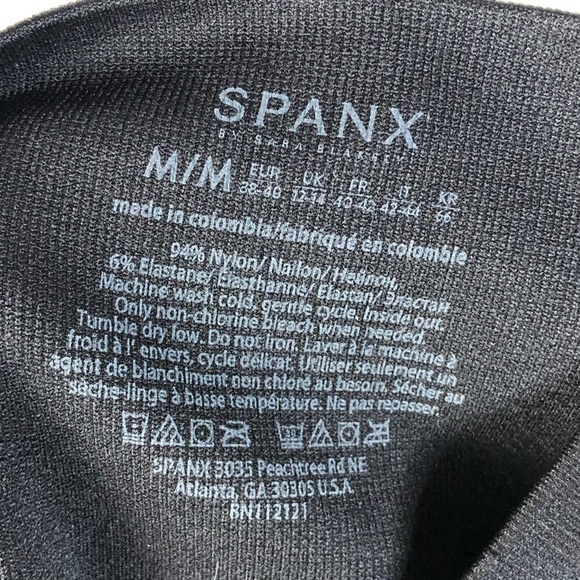 SPANX
BY SARA BLAKELY
M/M EUR UK FR IT KR
38-40 12-14 40-42 42-44 66
made in colombia/fabriqué en colombie
94% Nylon/ Nailon/ Нейлон,
6% Elastane/ Élasthanne/ Elastan/ Эластан
Machine wash cold, gentle cycle. Inside out.
Only non-chlorine bleach when needed.
Tumble dry low. Do not iron. Laver à la machine à
froid à l' envers, cycle délicat. Utiliser seulement un
agent de blanchiment non chloré au besoin. Sécher au
sèche-linge à basse température. Ne pas repasser.
SPANX 3035 Peachtree Rd NE
Atlanta, GA 30305 U.S.A.
RN112121